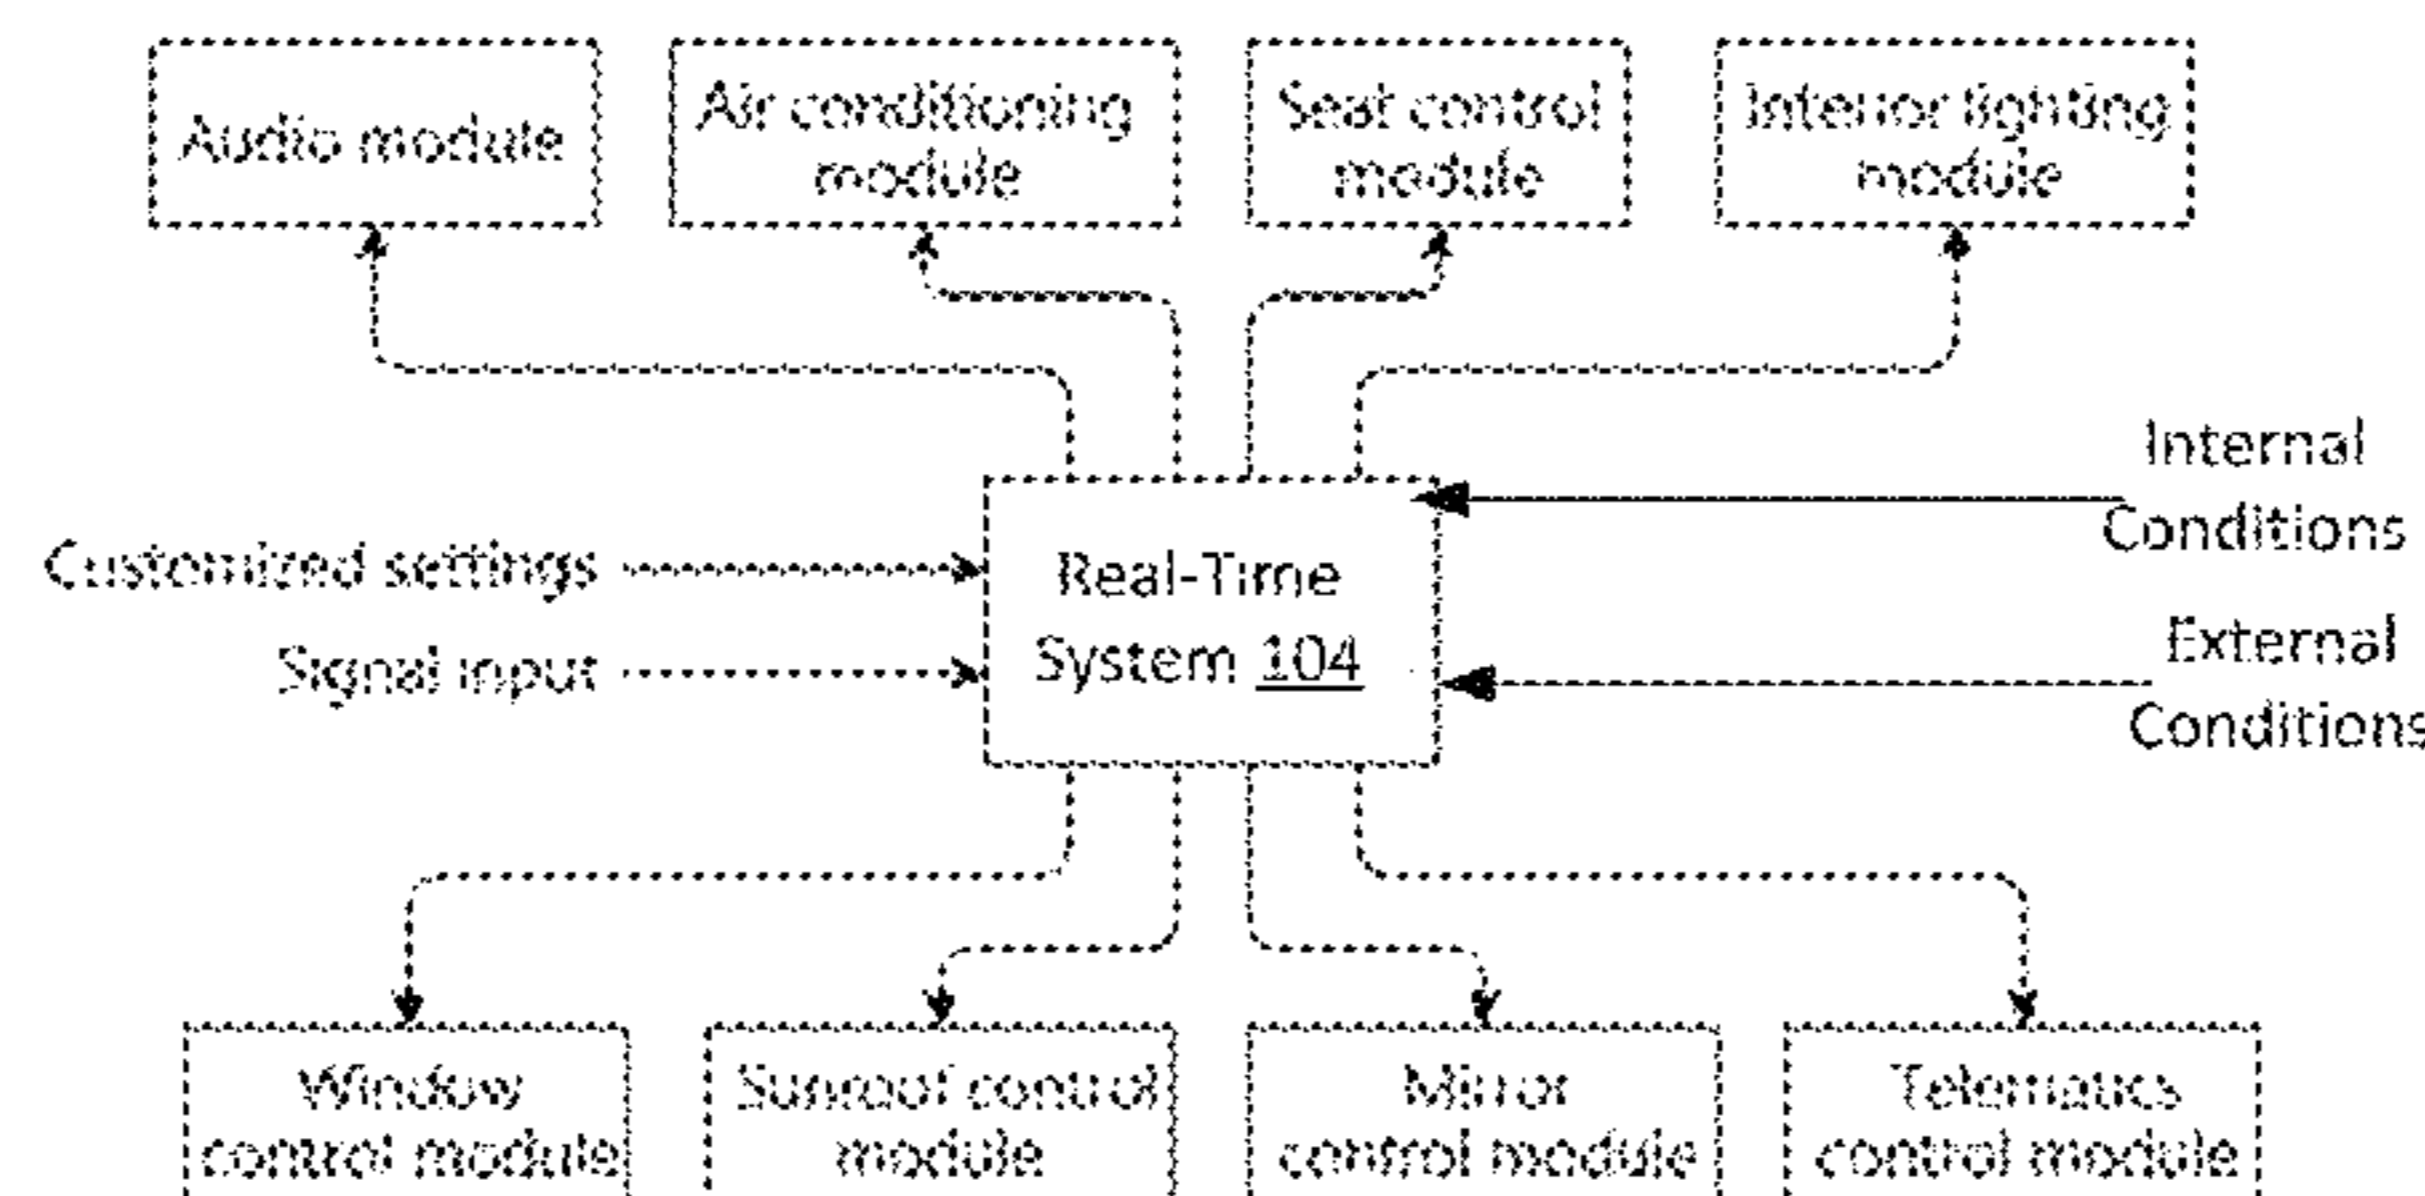 Audio module
Air conditioning
module
Seat control
module
Interior lighting
module
Internal
Conditions
Customized settings
Real-Time
System 104
Signal input
External
Conditions
Window
control module
Sunroof control
module
Mirror
control module
Telematics
control module